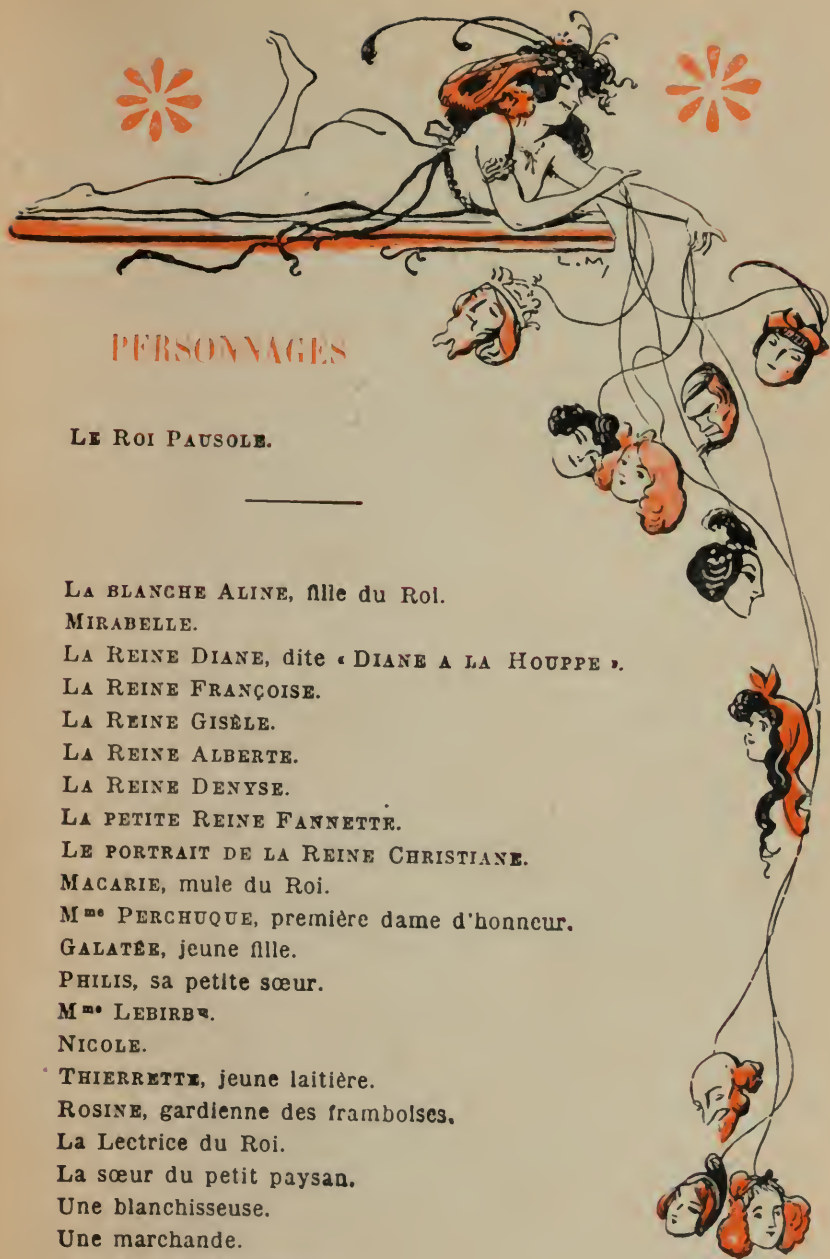 L.M,
PERSONNAGES
LE ROI PAUSOLE.
LA BLANCHE ALINE, fille du Roi.
MIRABELLE.
LA REINE DIANE, dite « DIANE A LA HOUPPE ».
LA REINE FRANÇOISE.
LA REINE GISÈLE.
LA REINE ALBERTE.
LA REINE DENYSE.
LA PETITE REINE FANNETTE.
LE PORTRAIT DE LA REINE CHRISTIANE.
MACARIE, mule du Roi.
Mme PERCHUQUE, première dame d'honneur.
GALATÉE, jeune fille.
PHILIS, sa petite sœur.
Mme LEBIRBE.
NICOLE.
THIERRETTE, jeune laitière.
ROSINE, gardienne des framboises.
La Lectrice du Roi.
La sœur du petit paysan.
Une blanchisseuse.
Une marchande.